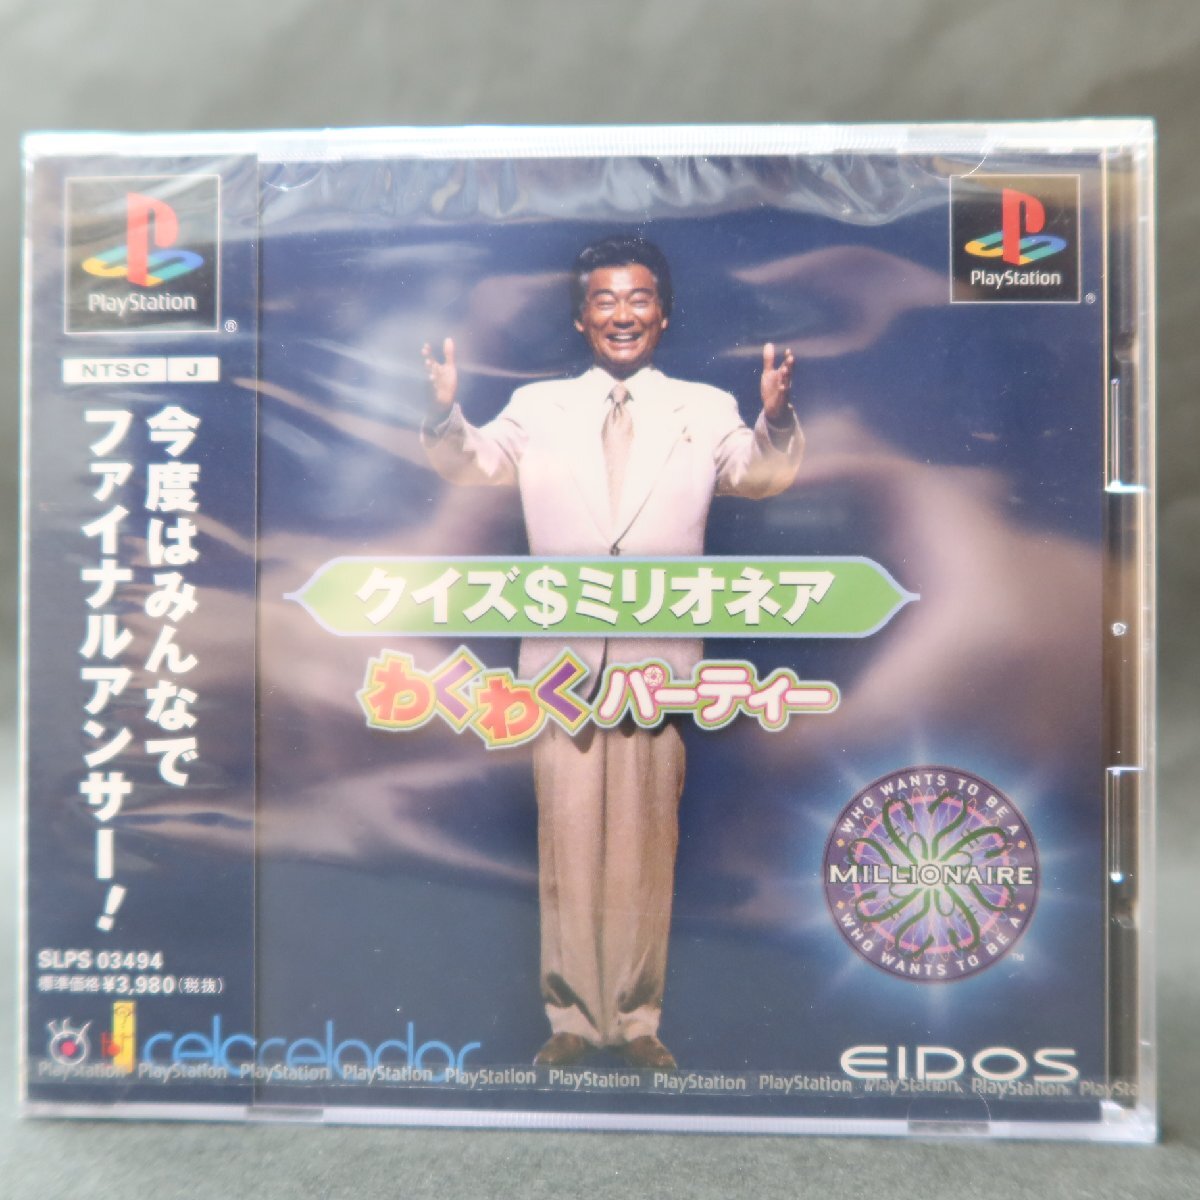 PlayStation
®
NTSC J
今度はみんなで
ファイナルアンサー!
SLPS 03494
標準価格 ¥3,980(税抜)
PlayStation
®
クイズ$ミリオネア
わくわくパーティー
WHO WANTS TO BE A
MILLIONAIRE
WHO WANTS TO BE A
TM
celador
EIDOS
PlayStation PlayStation PlayStation PlayStation PlayStation PlayStation PlayStation PlayStation PlayStation PlayStation PlaySta